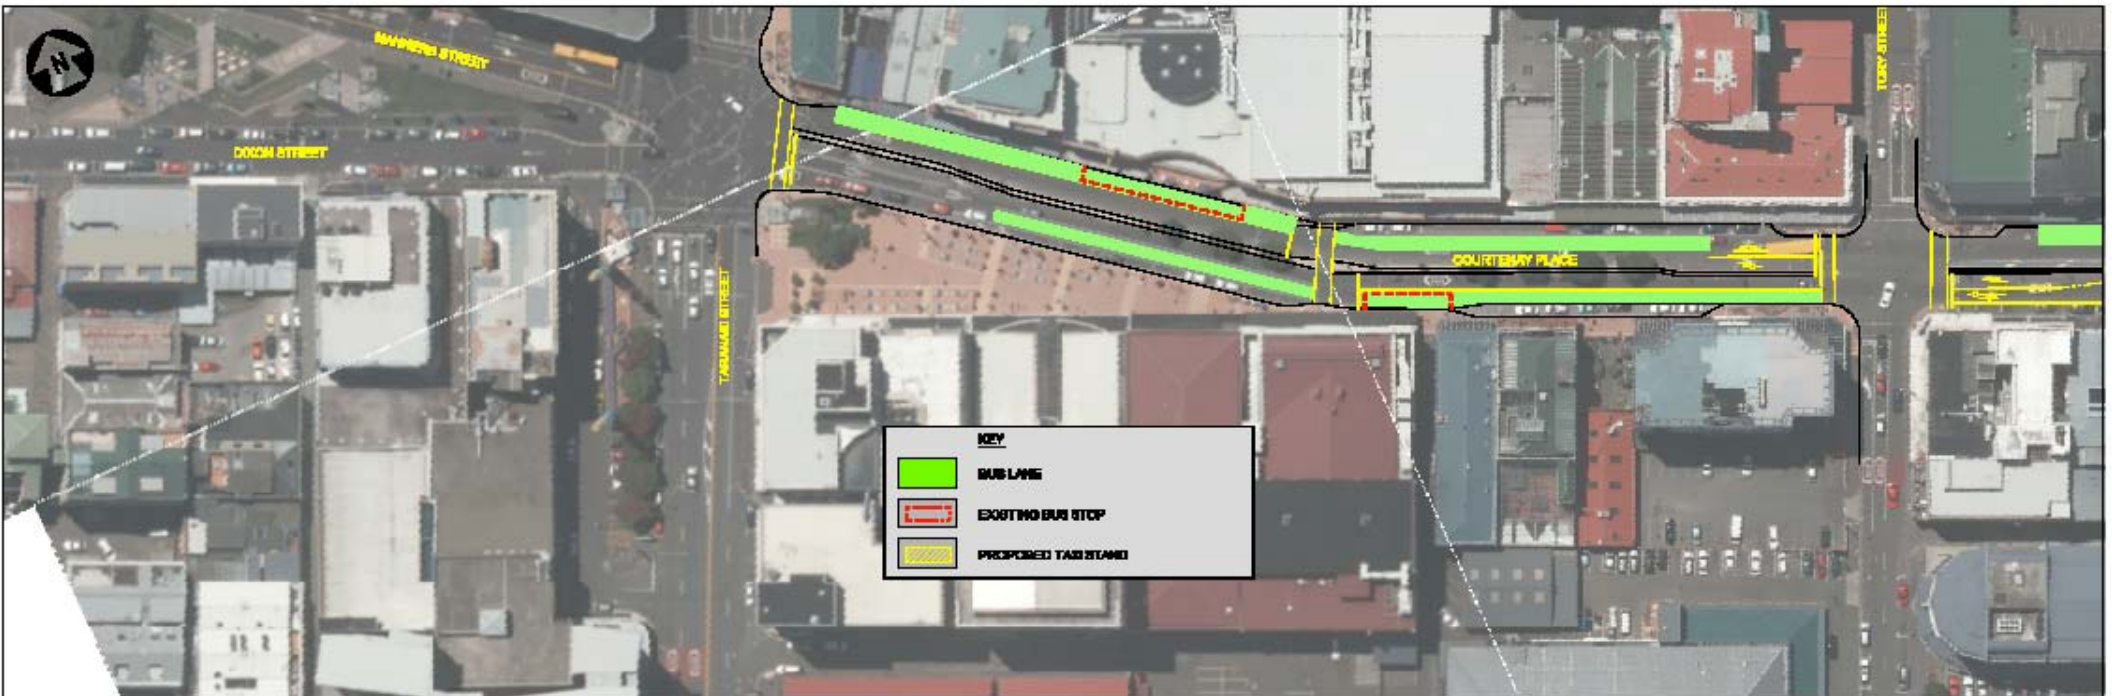 N
MANNERS STREET
TORY STREET
DIXON STREET
COURTENAY PLACE
TARANAKI STREET
KEY
BUS LANE
EXISTING BUS STOP
PROPOSED TAXI STAND